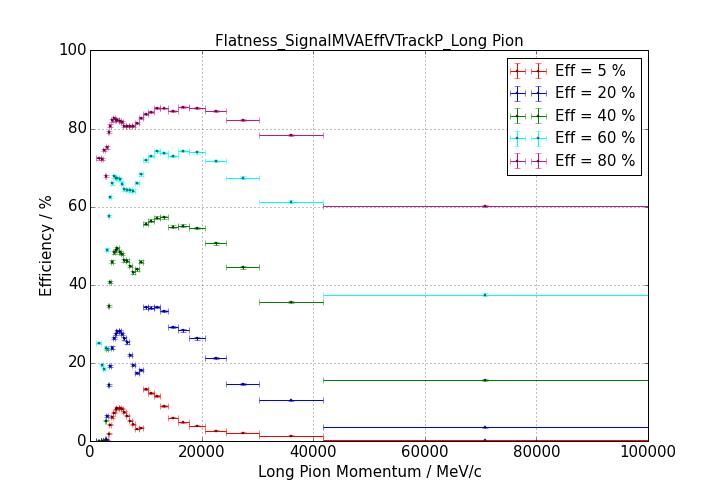 Flatness_SignalMVAEffVTrackP_Long Pion
100
80
60
40
20
0
Efficiency / %
Eff = 5 %
Eff = 20 %
Eff = 40 %
Eff = 60 %
Eff = 80 %
0 20000 40000 60000 80000 100000
Long Pion Momentum / MeV/c